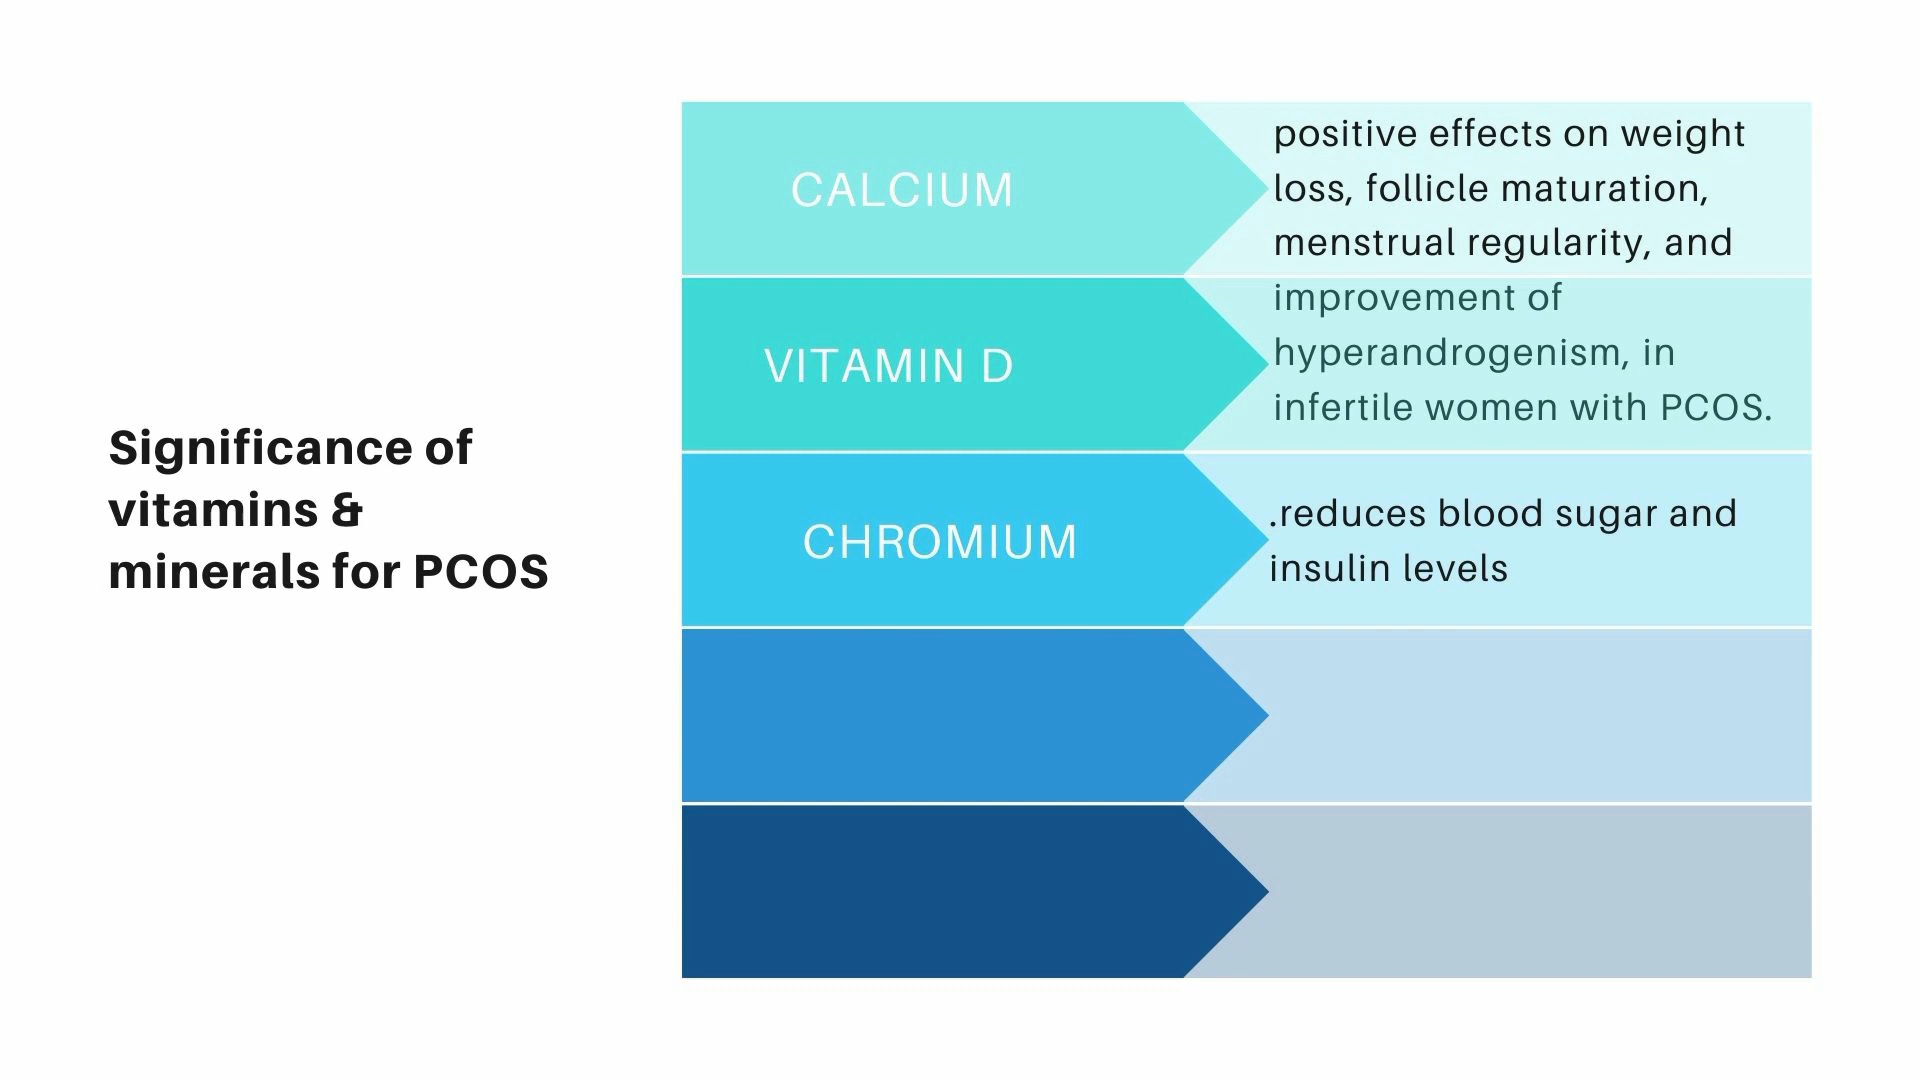 Significance of
vitamins &
minerals for PCOS
CALCIUM
positive effects on weight
loss, follicle maturation,
menstrual regularity, and
improvement of
hyperandrogenism, in
infertile women with PCOS.
VITAMIN D
CHROMIUM
.reduces blood sugar and
insulin levels